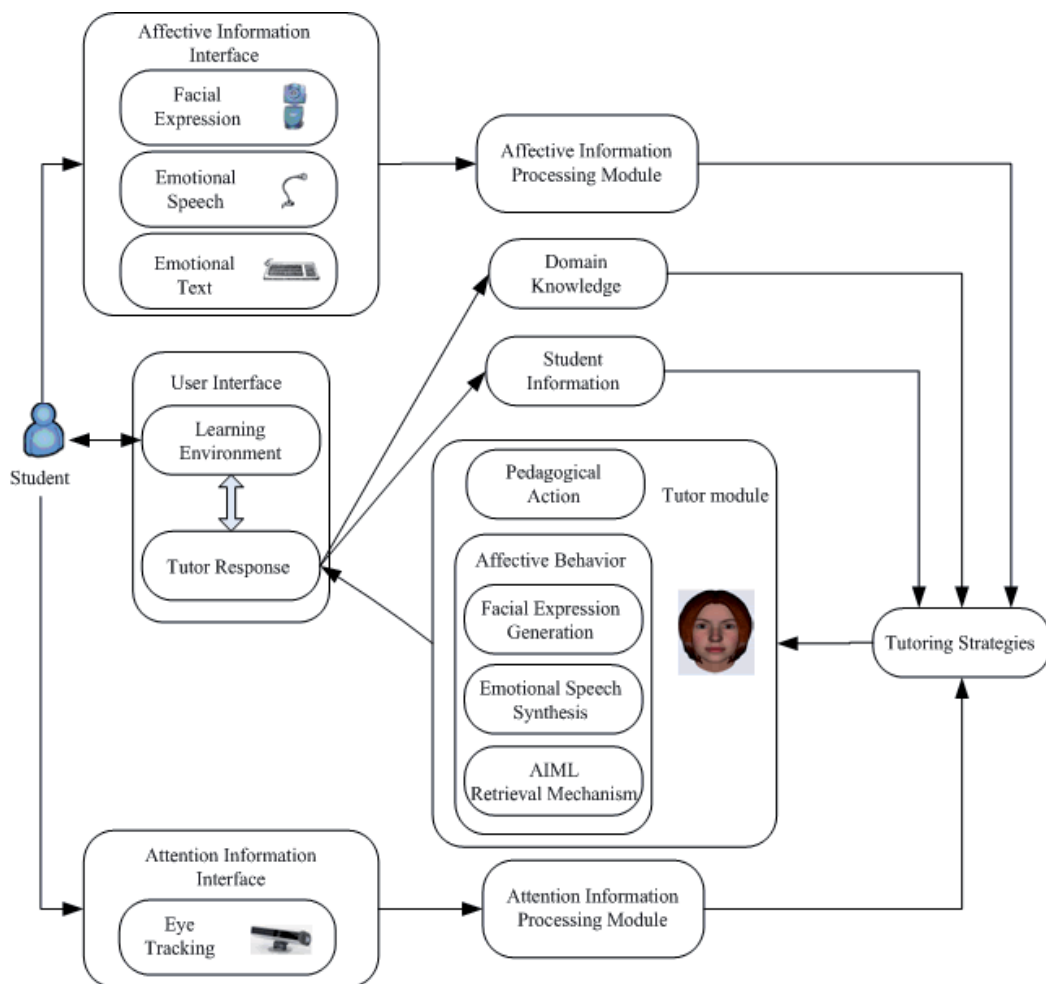 Affective Information
Interface
Facial
Expression
Emotional
Speech
Emotional
Text
Affective Information
Processing Module
Domain
Knowledge
Student
Information
User Interface
Learning
Environment
Tutor Response
Student
Pedagogical
Action
Tutor module
Affective Behavior
Facial Expression
Generation
Emotional Speech
Synthesis
AIML
Retrieval Mechanism
Tutoring Strategies
Attention Information
Interface
Eye
Tracking
Attention Information
Processing Module